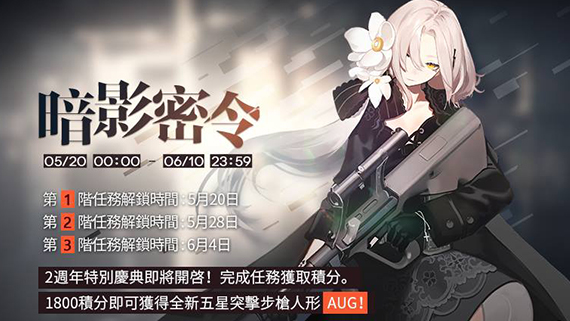 暗影密令
05/20 00:00 - 06/10 23:59
第1階任務解鎖時間:5月20日
第2階任務解鎖時間:5月28日
第3階任務解鎖時間:6月4日
2週年特別慶典即將開啓!完成任務獲取積分。
1800積分即可獲得全新五星突擊步槍人形 AUG!